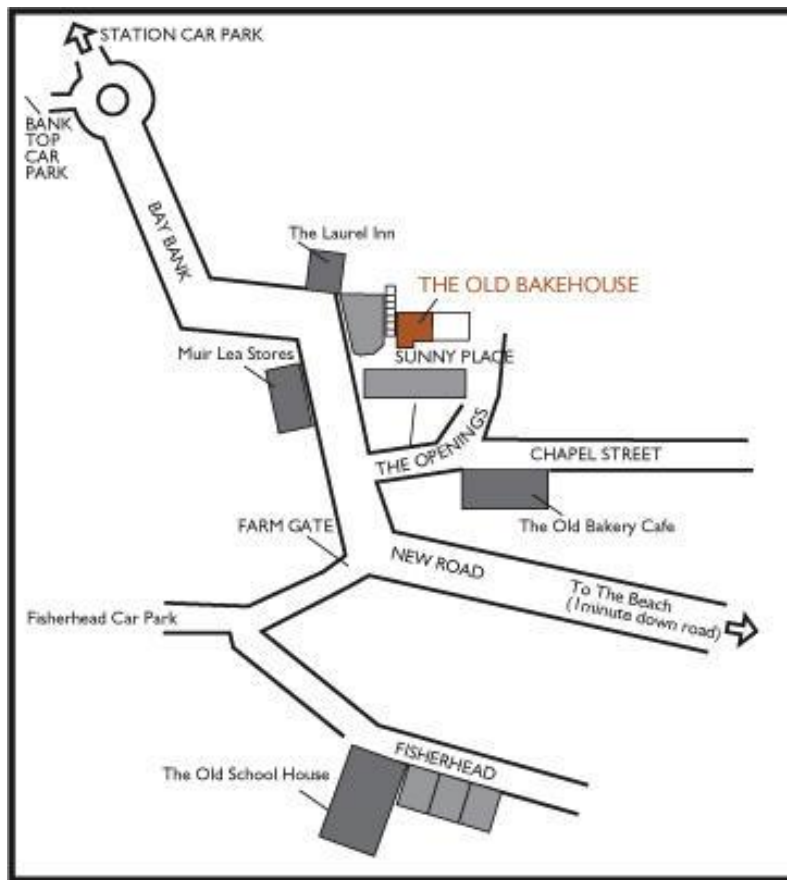 STATION CAR PARK
BANK
TOP
CAR
PARK
BAY BANK
The Laurel Inn
THE OLD BAKEHOUSE
Muir Lea Stores
SUNNY PLACE
THE OPENINGS
CHAPEL STREET
The Old Bakery Cafe
FARM GATE
NEW ROAD
To The Beach
(1minute down road)
Fisherhead Car Park
FISHERHEAD
The Old School House